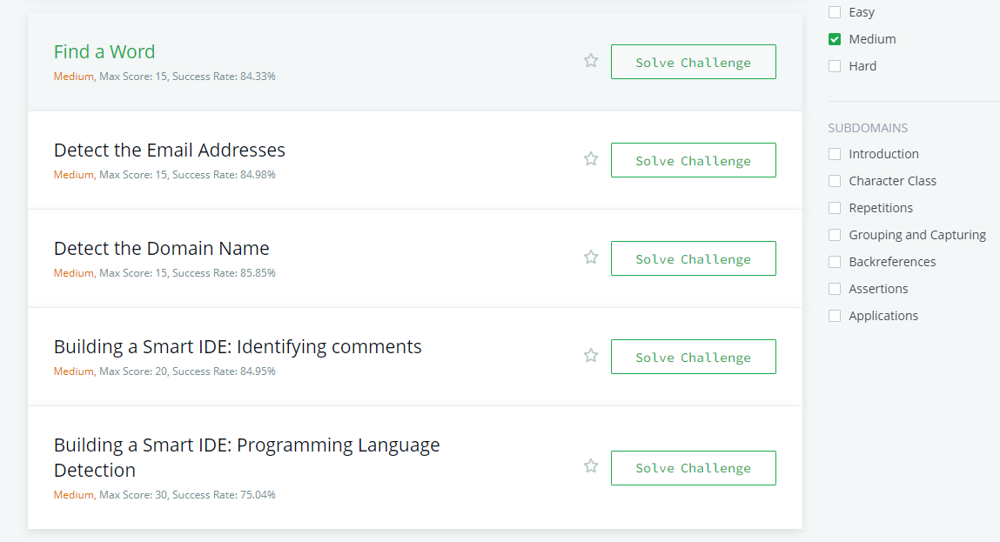 Find a Word
Medium, Max Score: 15, Success Rate: 84.33%
Solve Challenge
Detect the Email Addresses
Medium, Max Score: 15, Success Rate: 84.98%
Solve Challenge
Detect the Domain Name
Medium, Max Score: 15, Success Rate: 85.85%
Solve Challenge
Building a Smart IDE: Identifying comments
Medium, Max Score: 20, Success Rate: 84.95%
Solve Challenge
Building a Smart IDE: Programming Language
Detection
Medium, Max Score: 30, Success Rate: 75.04%
Solve Challenge
Easy
Medium
Hard
SUBDOMAINS
Introduction
Character Class
Repetitions
Grouping and Capturing
Backreferences
Assertions
Applications